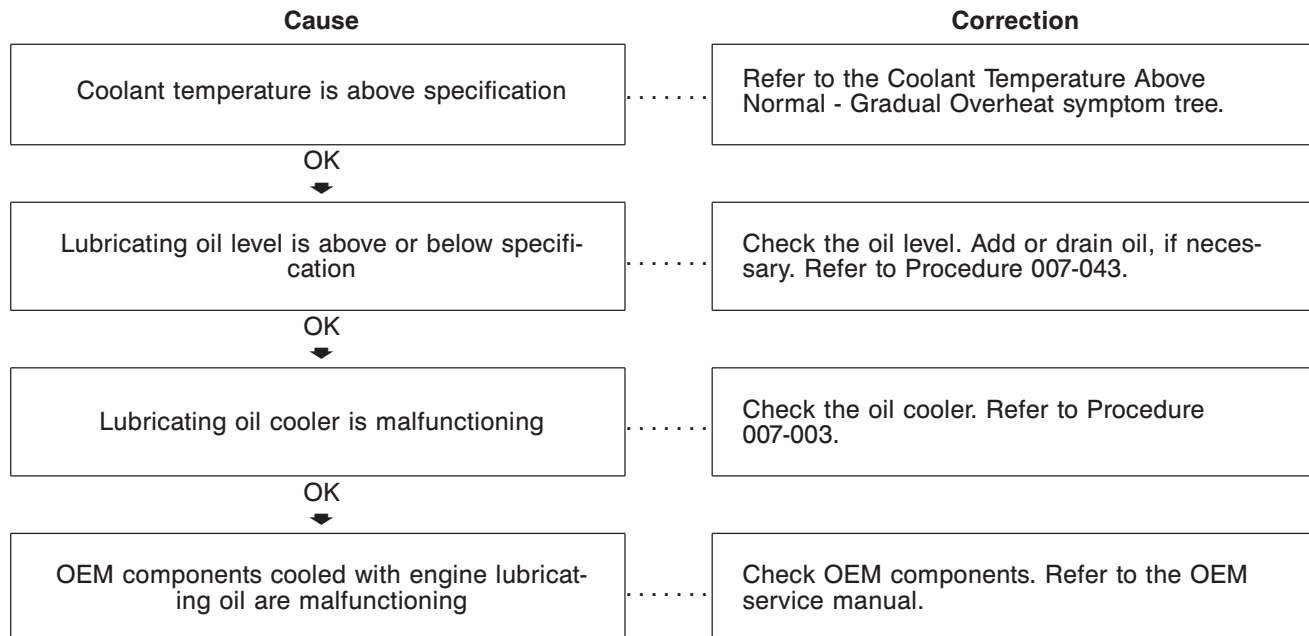 Cause
Correction
Coolant temperature is above specification
. . . . . . .
Refer to the Coolant Temperature Above
Normal - Gradual Overheat symptom tree.
OK
Lubricating oil level is above or below specifi-
cation
. . . . . . .
Check the oil level. Add or drain oil, if neces-
sary. Refer to Procedure 007-043.
OK
Lubricating oil cooler is malfunctioning
. . . . . . .
Check the oil cooler. Refer to Procedure
007-003.
OK
OEM components cooled with engine lubricat-
ing oil are malfunctioning
. . . . . . .
Check OEM components. Refer to the OEM
service manual.